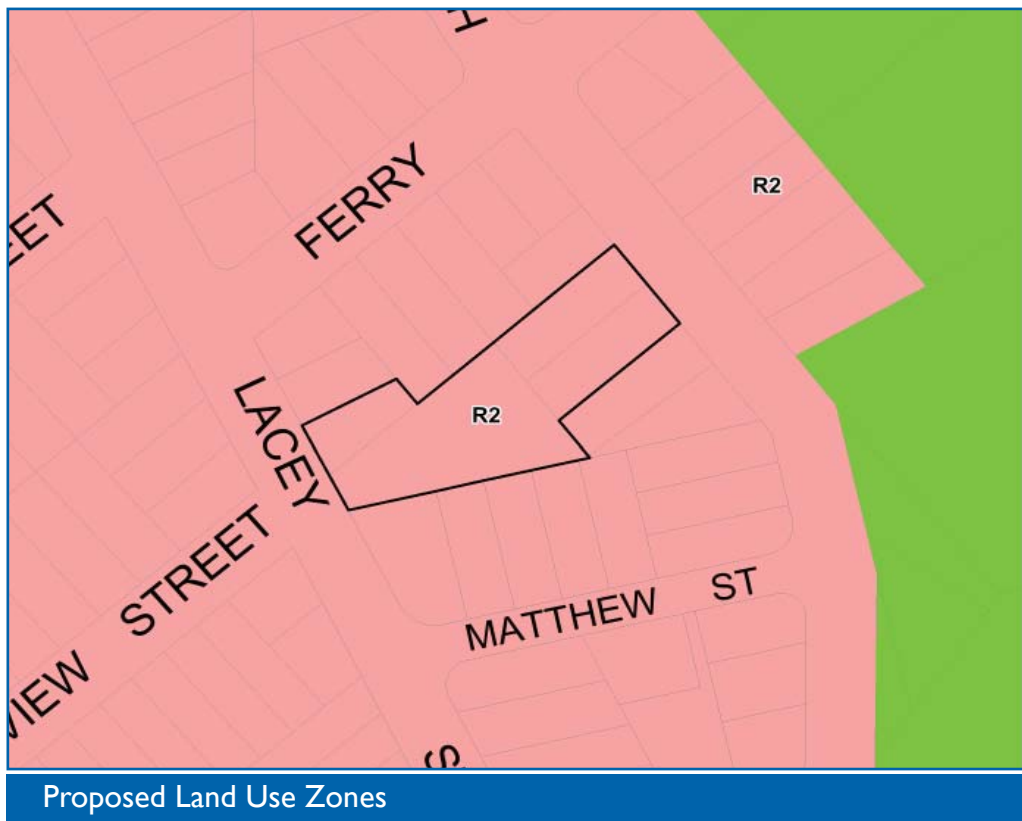 EET
FERRY
R2
LACEY
R2
VIEW STREET
MATTHEW ST
S
Proposed Land Use Zones